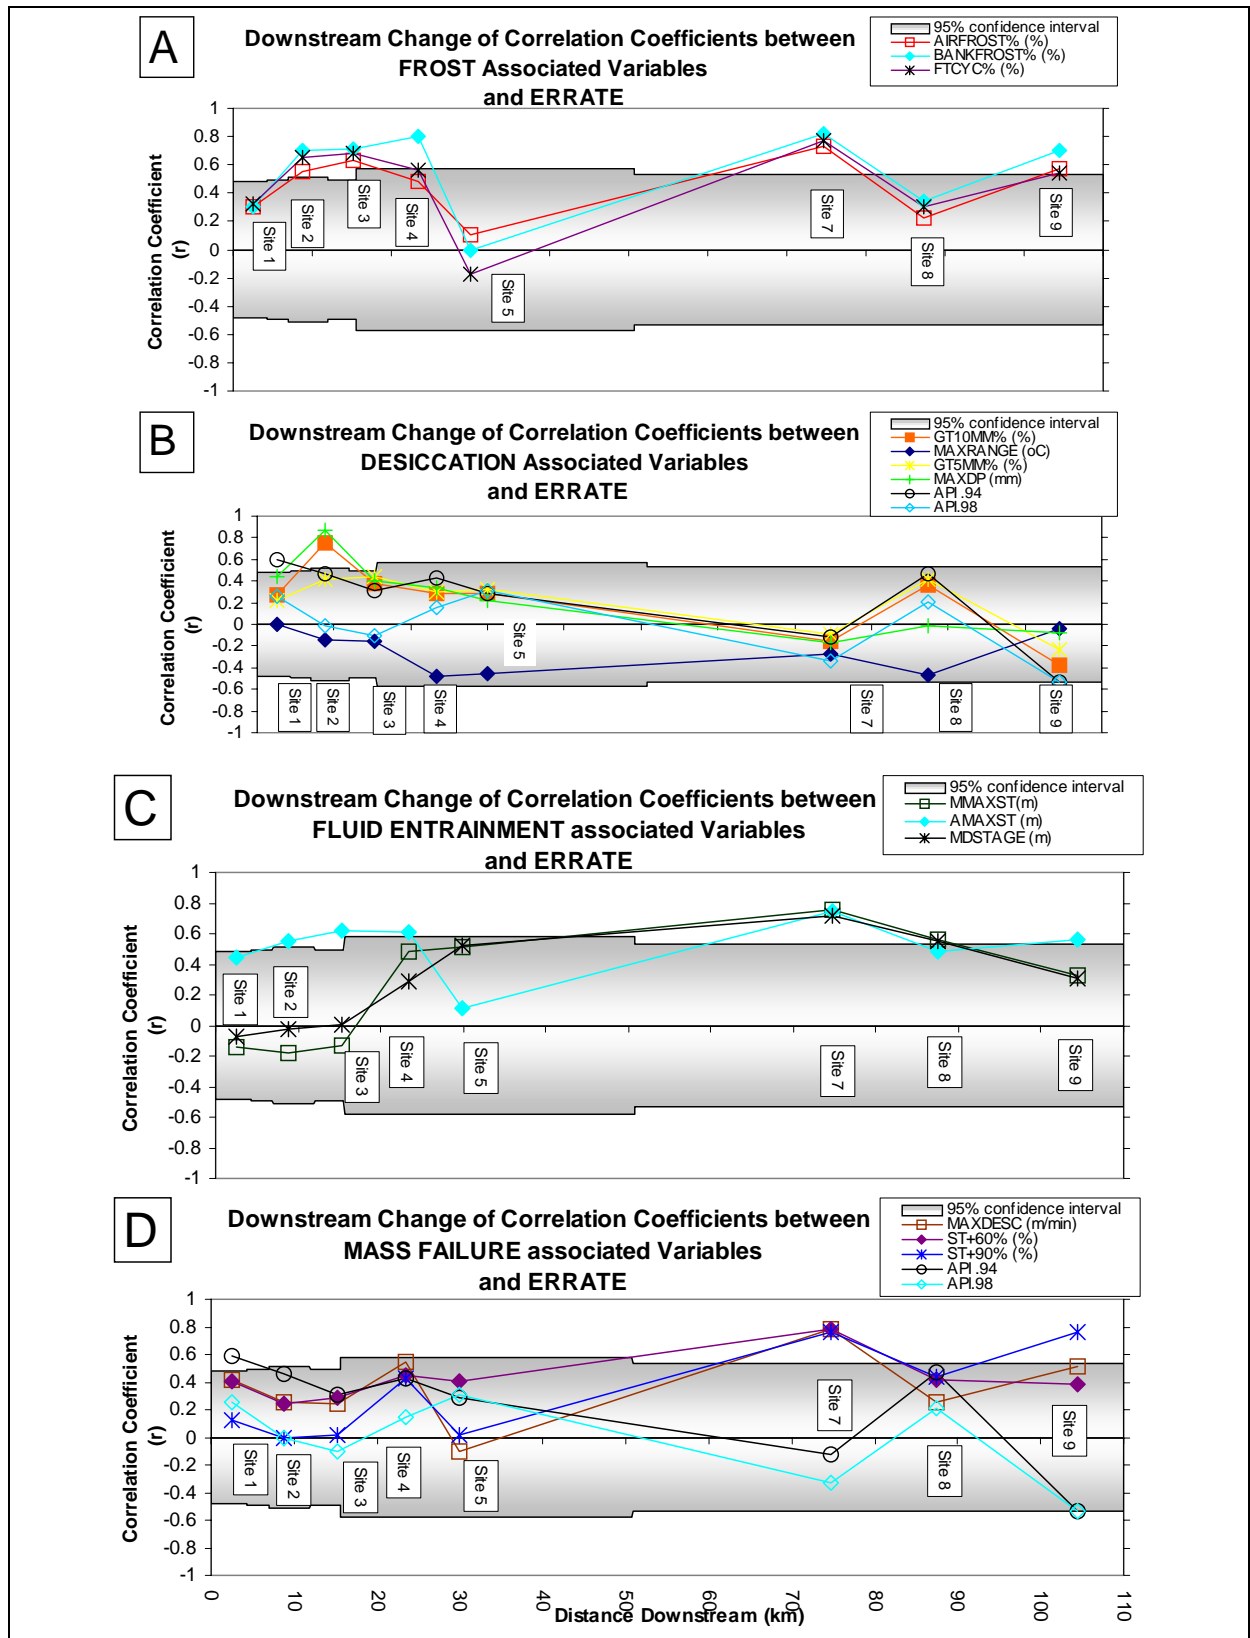 A
Downstream Change of Correlation Coefficients between
FROST Associated Variables
and ERRATE
95% confidence interval
AIRFROST% (%)
BANKFROST% (%)
FTCYC% (%)
Correlation Coefficient
(r)
1
0.8
0.6
0.4
0.2
0
-0.2
-0.4
-0.6
-0.8
-1
Site 1
Site 2
Site 3
Site 4
Site 5
Site 7
Site 8
Site 9
B
Downstream Change of Correlation Coefficients between
DESICCATION Associated Variables
and ERRATE
95% confidence interval
GT10MM% (%)
MAXRANGE (oC)
GT5MM% (%)
MAXDP (mm)
API .94
API.98
Correlation Coefficient
(r)
1
0.8
0.6
0.4
0.2
0
-0.2
-0.4
-0.6
-0.8
-1
Site 1
Site 2
Site 3
Site 4
Site 5
Site 7
Site 8
Site 9
C
Downstream Change of Correlation Coefficients between
FLUID ENTRAINMENT associated Variables
and ERRATE
95% confidence interval
MMAXST(m)
AMAXST (m)
MDSTAGE (m)
Correlation Coefficient
(r)
1
0.8
0.6
0.4
0.2
0
-0.2
-0.4
-0.6
-0.8
-1
Site 1
Site 2
Site 3
Site 4
Site 5
Site 7
Site 8
Site 9
D
Downstream Change of Correlation Coefficients between
MASS FAILURE associated Variables
and ERRATE
95% confidence interval
MAXDESC (m/min)
ST+60% (%)
ST+90% (%)
API .94
API.98
Correlation Coefficient
(r)
1
0.8
0.6
0.4
0.2
0
-0.2
-0.4
-0.6
-0.8
-1
Site 1
Site 2
Site 3
Site 4
Site 5
Site 7
Site 8
Site 9
0
10
20
30
40
50
60
70
80
90
100
110
Distance Downstream (km)